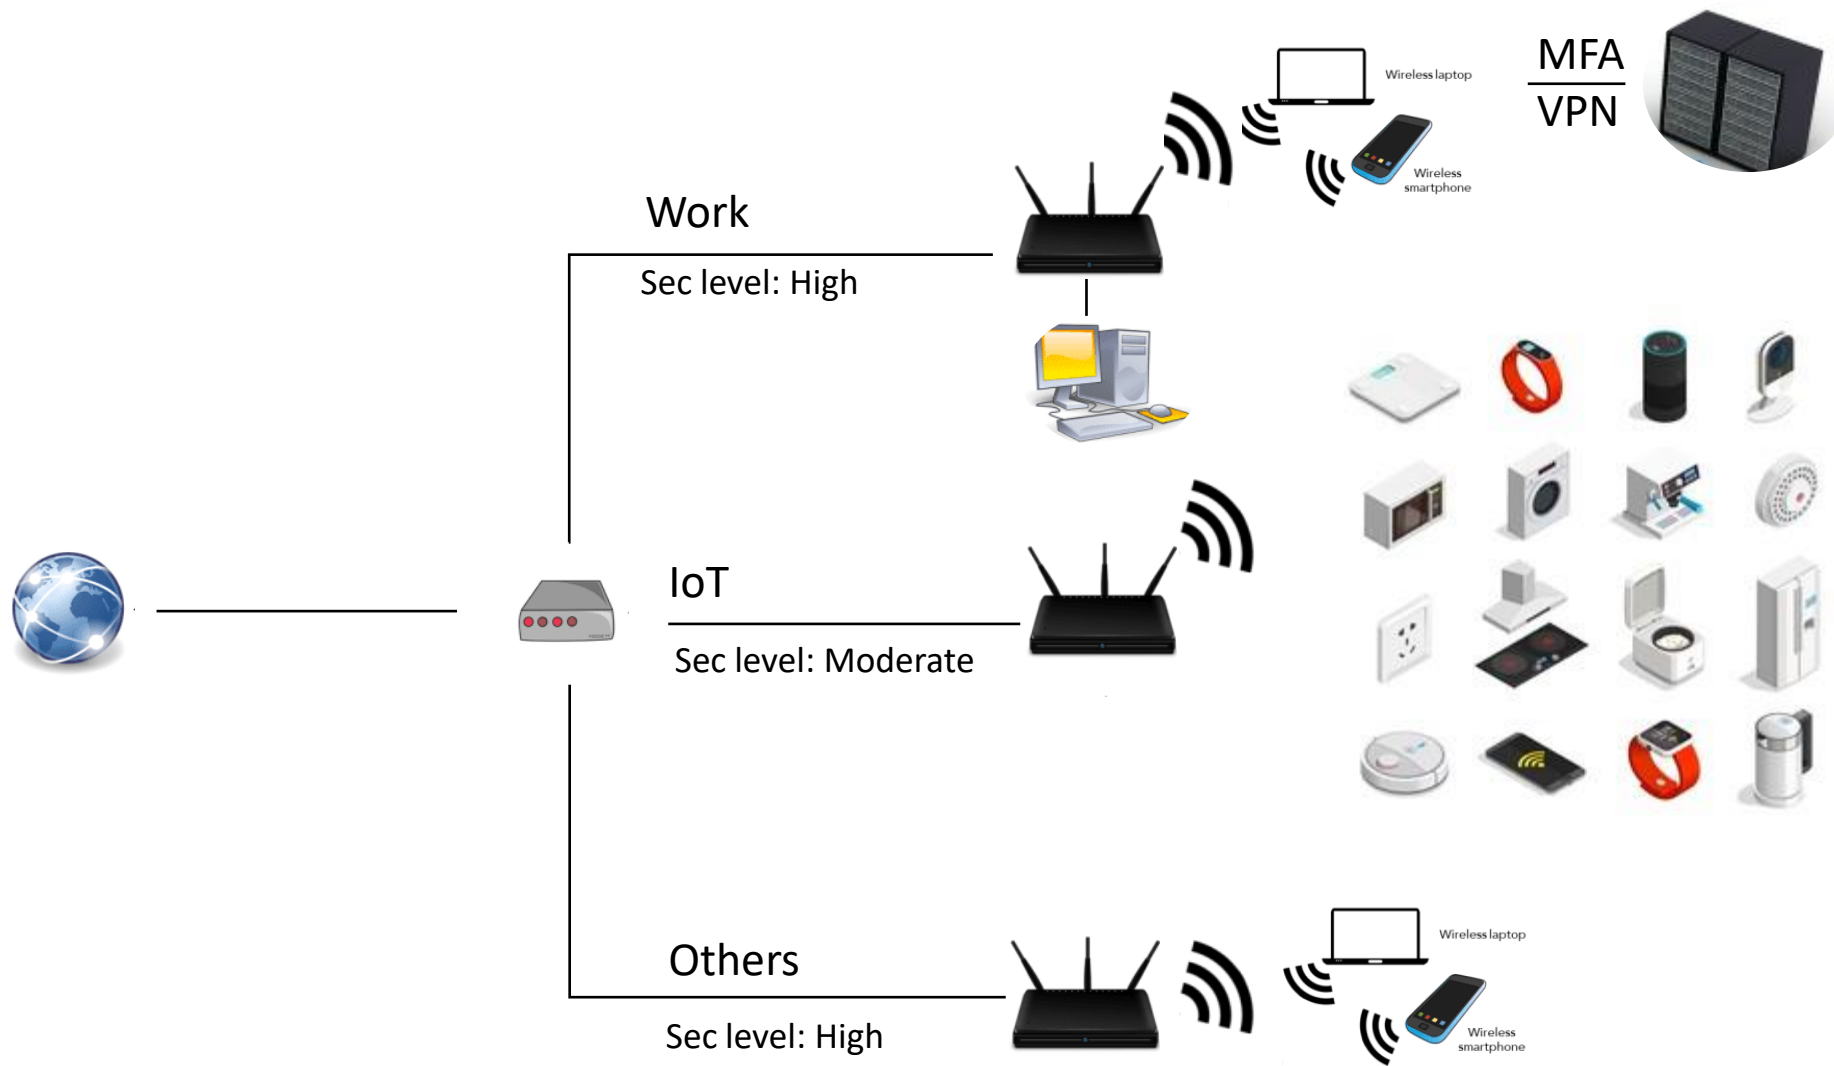 MFA
VPN
Wireless laptop
Wireless
smartphone
Work
Sec level: High
IoT
Sec level: Moderate
Others
Sec level: High
Wireless laptop
Wireless
smartphone